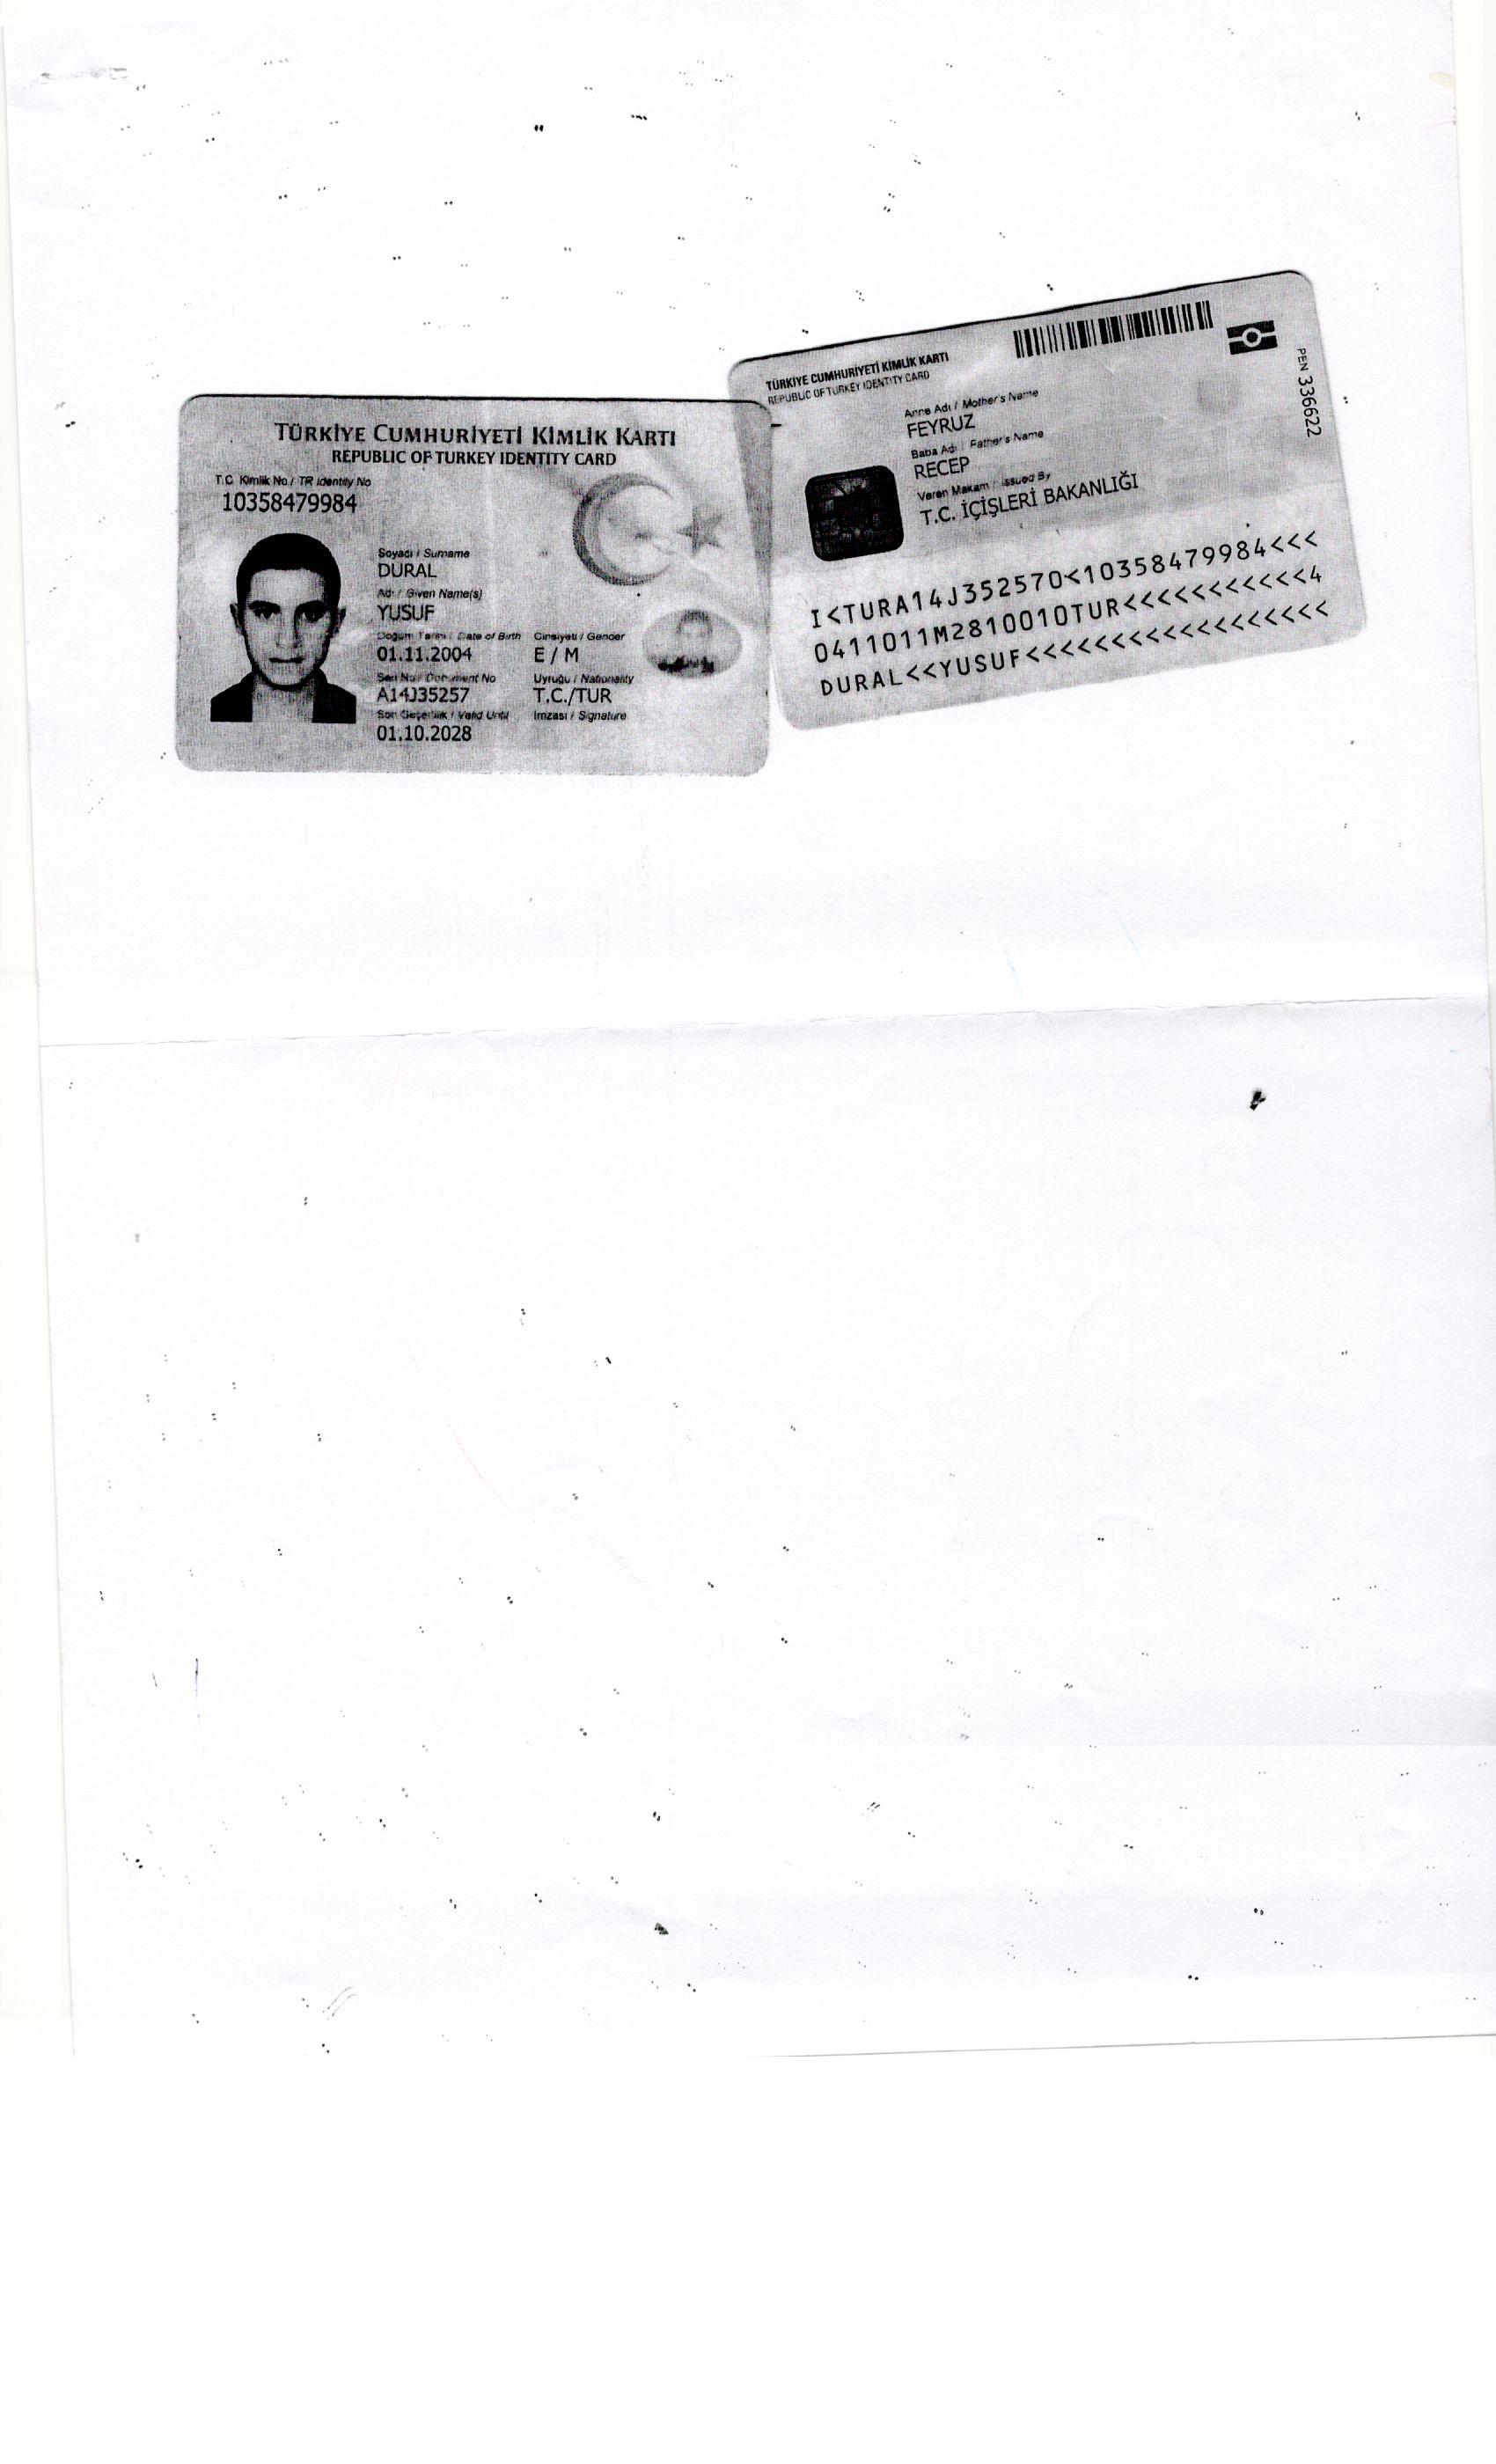 TÜRKİYE CUMHURİYETİ KİMLİK KARTI
REPUBLIC OF TURKEY IDENTITY CARD
T.C. Kimlik No / TR Identity No
10358479984
Soyadı / Surname
DURAL
Adı / Given Name(s)
YUSUF
Doğum Tarihi / Date of Birth Cinsiyeti / Gender
01.11.2004 E / M
Seri No / Document No Uyruğu / Nationality
A14J35257 T.C./TUR
Son Geçerlilik / Valid Until İmzası / Signature
01.10.2028
TÜRKİYE CUMHURİYETİ KİMLİK KARTI
REPUBLIC OF TURKEY IDENTITY CARD
Anne Adı / Mother's Name
FEYRUZ
Baba Adı / Father's Name
RECEP
Veren Makam / Issued By
T.C. İÇİŞLERİ BAKANLIĞI
PEN 336622
I<TURA14J352570<10358479984<<<
0411011M2810010TUR<<<<<<<<<<<4
DURAL<<YUSUF<<<<<<<<<<<<<<<<<<